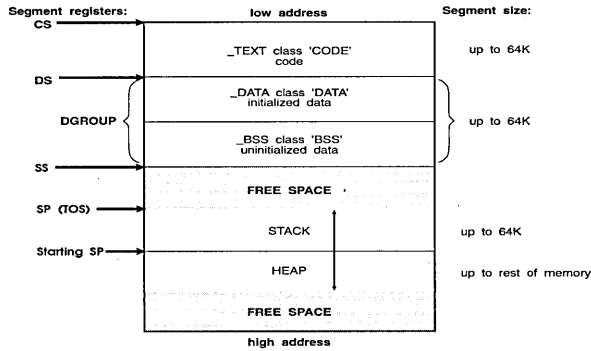 Segment registers:
low address
Segment size:
CS
_TEXT class 'CODE'
code
up to 64K
DS
_DATA class 'DATA'
initialized data
DGROUP
up to 64K
_BSS class 'BSS'
uninitialized data
SS
FREE SPACE
SP (TOS)
STACK
up to 64K
Starting SP
HEAP
up to rest of memory
FREE SPACE
high address